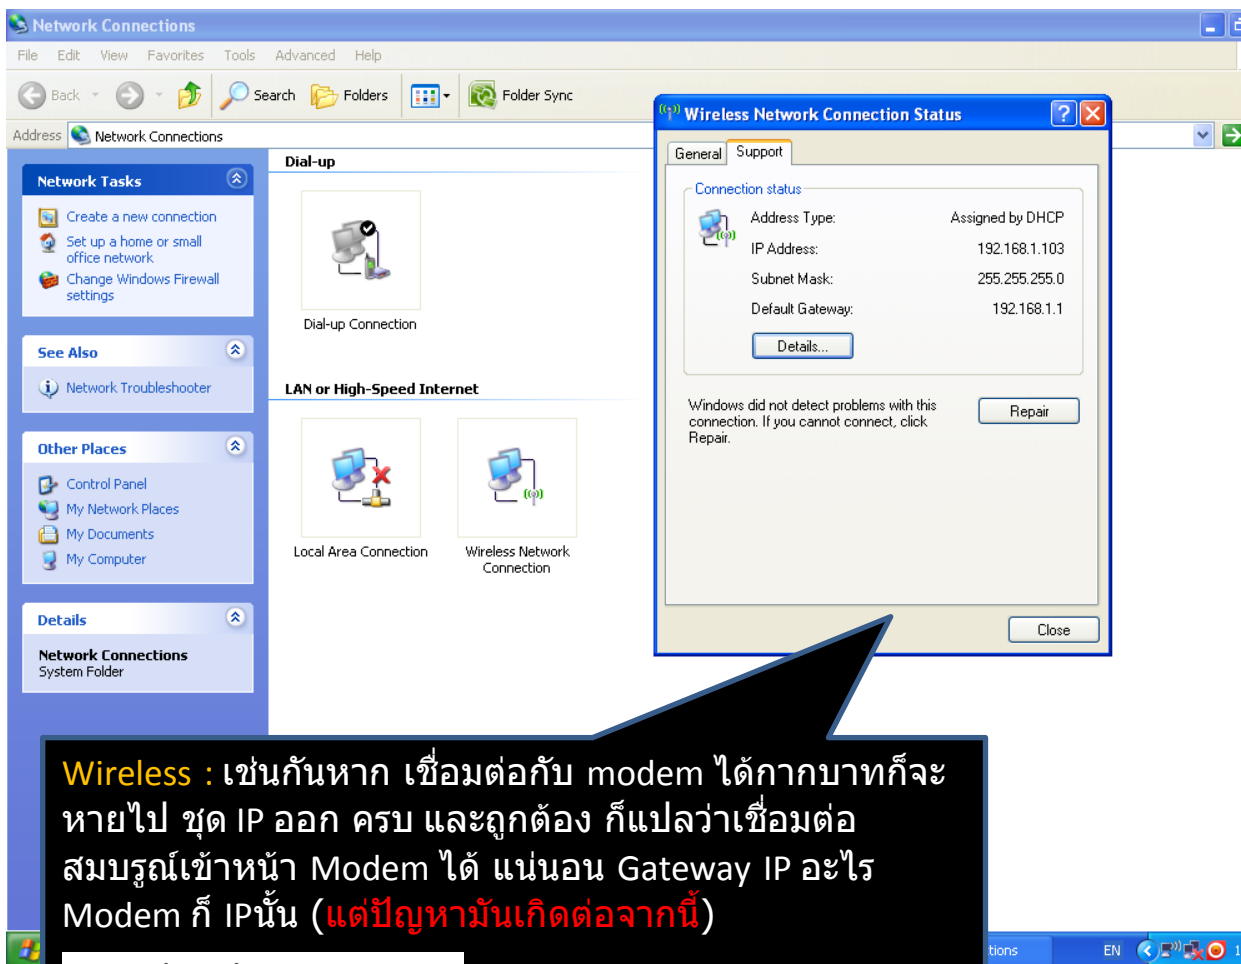 Network Connections
File Edit View Favorites Tools Advanced Help
Back Search Folders Folder Sync
Address Network Connections
Network Tasks
Create a new connection
Set up a home or small
office network
Change Windows Firewall
settings
See Also
Network Troubleshooter
Other Places
Control Panel
My Network Places
My Documents
My Computer
Details
Network Connections
System Folder
Dial-up
Dial-up Connection
LAN or High-Speed Internet
Local Area Connection
Wireless Network
Connection
Wireless Network Connection Status
General Support
Connection status
Address Type: Assigned by DHCP
IP Address: 192.168.1.103
Subnet Mask: 255.255.255.0
Default Gateway: 192.168.1.1
Details...
Windows did not detect problems with this
connection. If you cannot connect, click
Repair.
Repair
Close
Wireless : เช่นกันหาก เชื่อมต่อกับ modem ได้กากบาทก็จะ
หายไป ชุด IP ออก ครบ และถูกต้อง ก็แปลว่าเชื่อมต่อ
สมบรูณ์เข้าหน้า Modem ได้ แน่นอน Gateway IP อะไร
Modem ก็ IPนั้น (แต่ปัญหามันเกิดต่อจากนี้)
tions EN 1